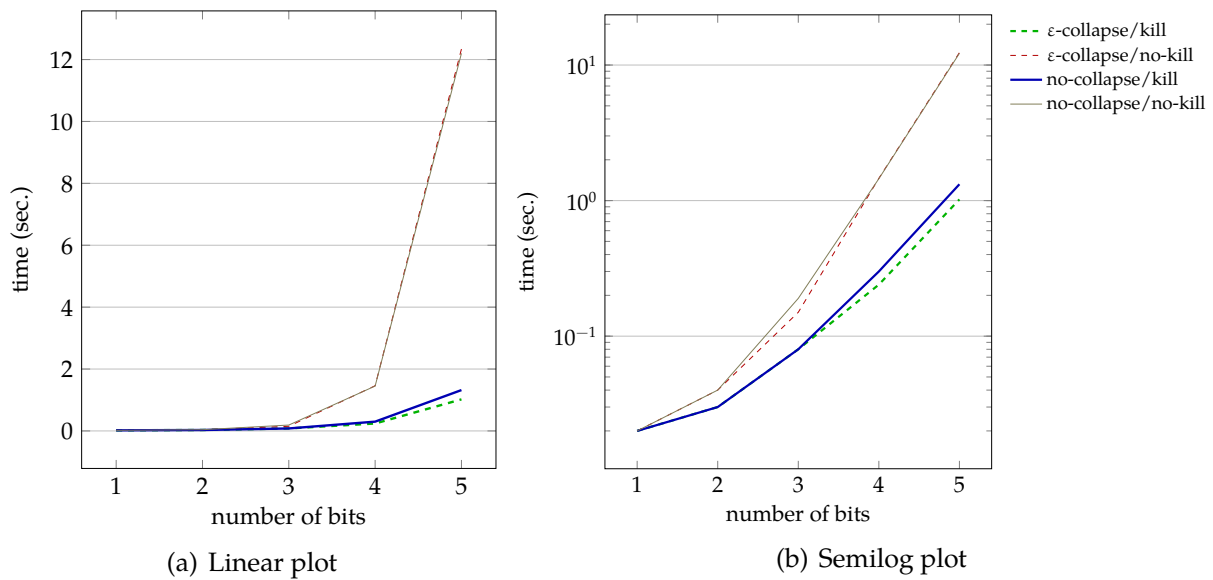 12
10
8
6
4
2
0
time (sec.)
1 2 3 4 5
number of bits
(a) Linear plot
10^1
10^0
10^−1
time (sec.)
1 2 3 4 5
number of bits
(b) Semilog plot
ε-collapse/kill
ε-collapse/no-kill
no-collapse/kill
no-collapse/no-kill